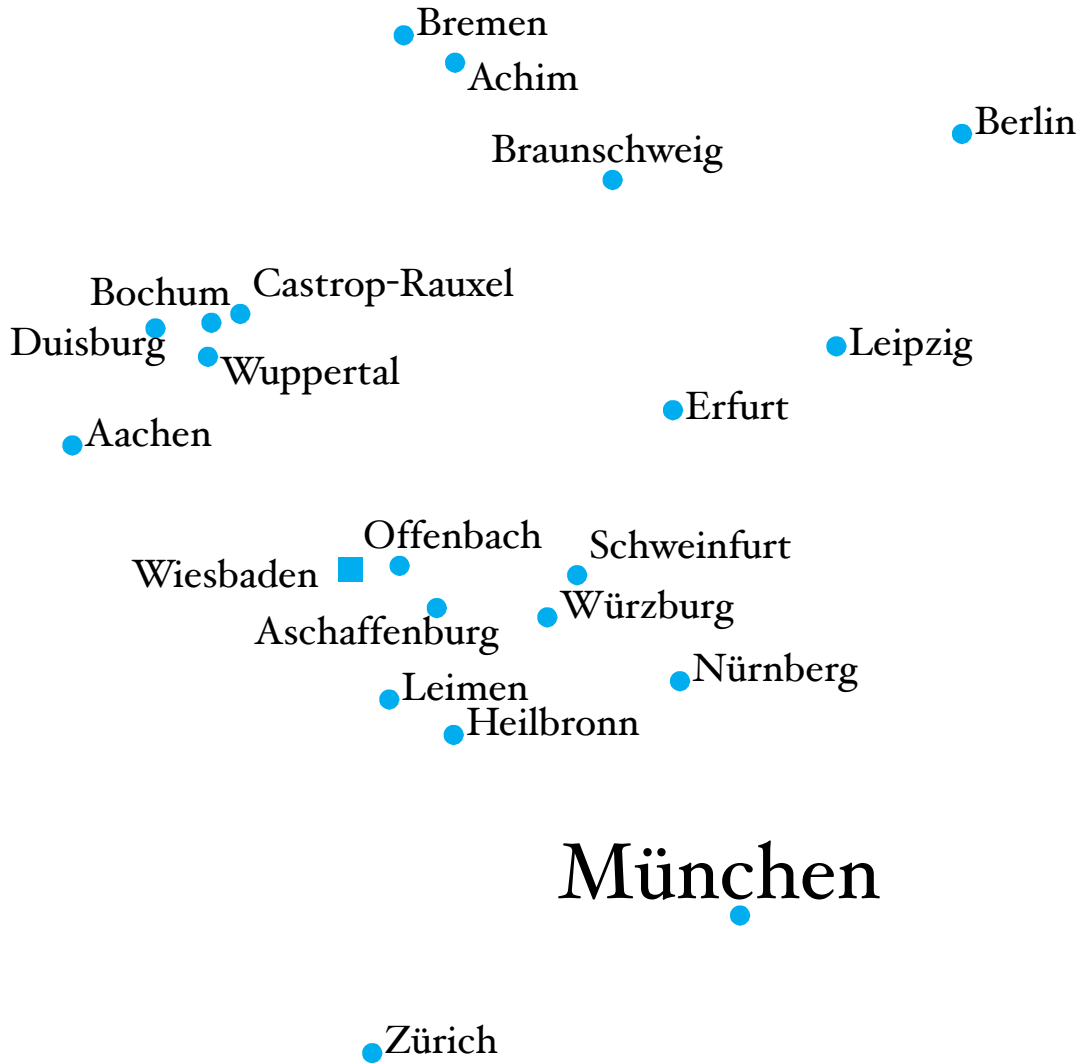 Bremen
Achim
Berlin
Braunschweig
Castrop-Rauxel
Bochum
Duisburg
Leipzig
Wuppertal
Erfurt
Aachen
Offenbach
Schweinfurt
Wiesbaden
Würzburg
Aschaffenburg
Nürnberg
Leimen
Heilbronn
München
Zürich